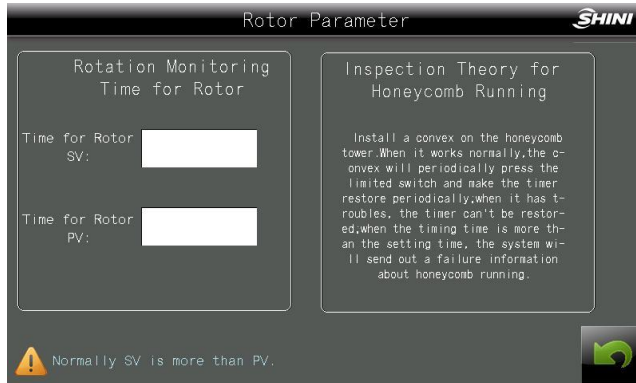 Rotor Parameter
SHINI
Rotation Monitoring
Time for Rotor
Time for Rotor
SV:
Time for Rotor
PV:
Inspection Theory for
Honeycomb Running
Install a convex on the honeycomb
tower.When it works normally,the c-
onvex will periodically press the
limited switch and make the timer
restore periodically;when it has t-
roubles, the timer can't be restor-
ed,when the timing time is more th-
an the setting time, the system wi-
ll send out a failure information
about honeycomb running.
Normally SV is more than PV.